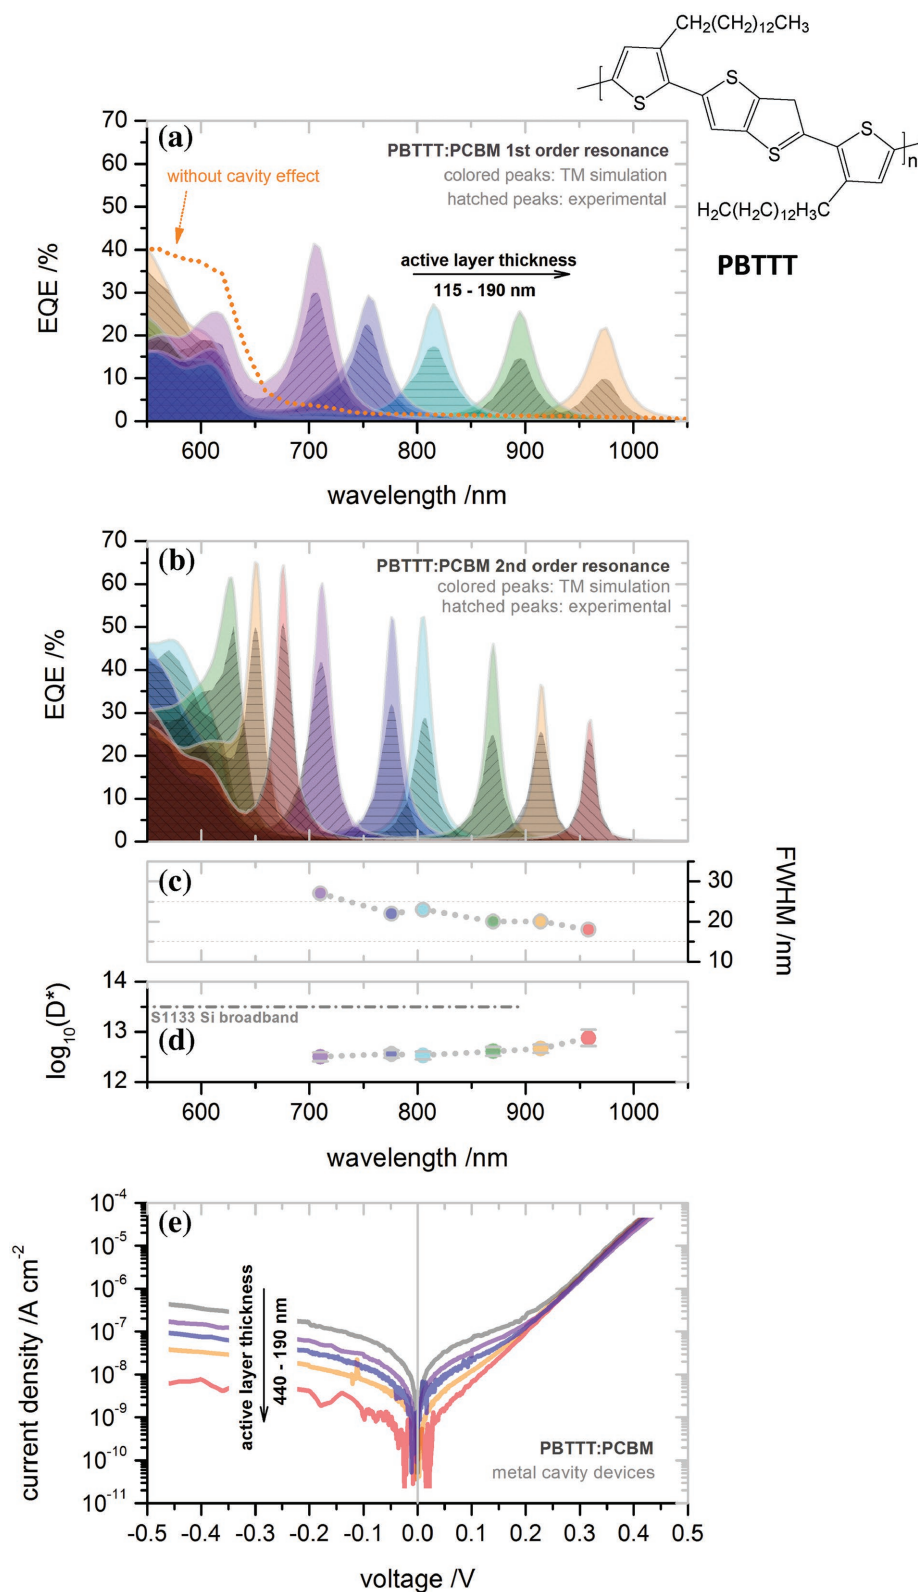 CH₂(CH₂)₁₂CH₃
S
S
S
S
n
H₂C(H₂C)₁₂H₃C
PBTTT
(a)
PBTTT:PCBM 1st order resonance
colored peaks: TM simulation
hatched peaks: experimental
without cavity effect
active layer thickness
115 - 190 nm
EQE /%
70
60
50
40
30
20
10
0
600 700 800 900 1000
wavelength /nm
(b)
PBTTT:PCBM 2nd order resonance
colored peaks: TM simulation
hatched peaks: experimental
EQE /%
70
60
50
40
30
20
10
0
(c)
30
20
10
FWHM /nm
(d)
S1133 Si broadband
log₁₀(D*)
14
13
12
600 700 800 900 1000
wavelength /nm
(e)
current density /A cm⁻²
10⁻⁴
10⁻⁵
10⁻⁶
10⁻⁷
10⁻⁸
10⁻⁹
10⁻¹⁰
10⁻¹¹
active layer thickness
440 - 190 nm
PBTTT:PCBM
metal cavity devices
-0.5 -0.4 -0.3 -0.2 -0.1 0.0 0.1 0.2 0.3 0.4 0.5
voltage /V